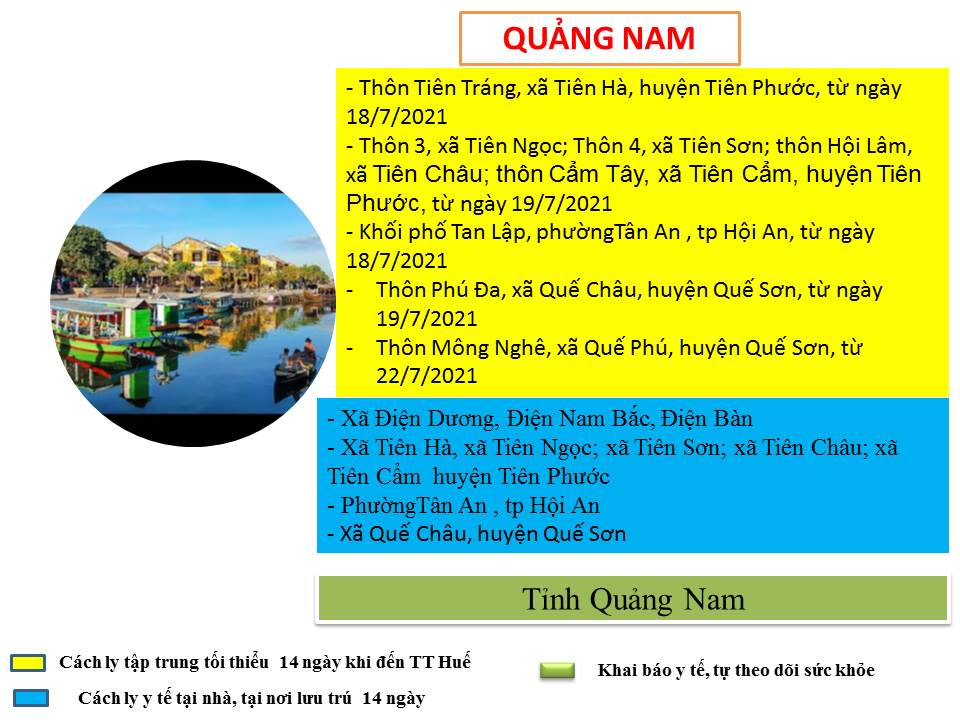 QUẢNG NAM
- Thôn Tiên Tráng, xã Tiên Hà, huyện Tiên Phước, từ ngày
18/7/2021
- Thôn 3, xã Tiên Ngọc; Thôn 4, xã Tiên Sơn; thôn Hội Lâm,
xã Tiên Châu; thôn Cẩm Tây, xã Tiên Cẩm, huyện Tiên
Phước, từ ngày 19/7/2021
- Khối phố Tan Lập, phườngTân An , tp Hội An, từ ngày
18/7/2021
- Thôn Phú Đa, xã Quế Châu, huyện Quế Sơn, từ ngày
19/7/2021
- Thôn Mông Nghê, xã Quế Phú, huyện Quế Sơn, từ
22/7/2021
- Xã Điện Dương, Điện Nam Bắc, Điện Bàn
- Xã Tiên Hà, xã Tiên Ngọc; xã Tiên Sơn; xã Tiên Châu; xã
Tiên Cẩm huyện Tiên Phước
- PhườngTân An , tp Hội An
- Xã Quế Châu, huyện Quế Sơn
Tỉnh Quảng Nam
Cách ly tập trung tối thiểu 14 ngày khi đến TT Huế
Cách ly y tế tại nhà, tại nơi lưu trú 14 ngày
Khai báo y tế, tự theo dõi sức khỏe